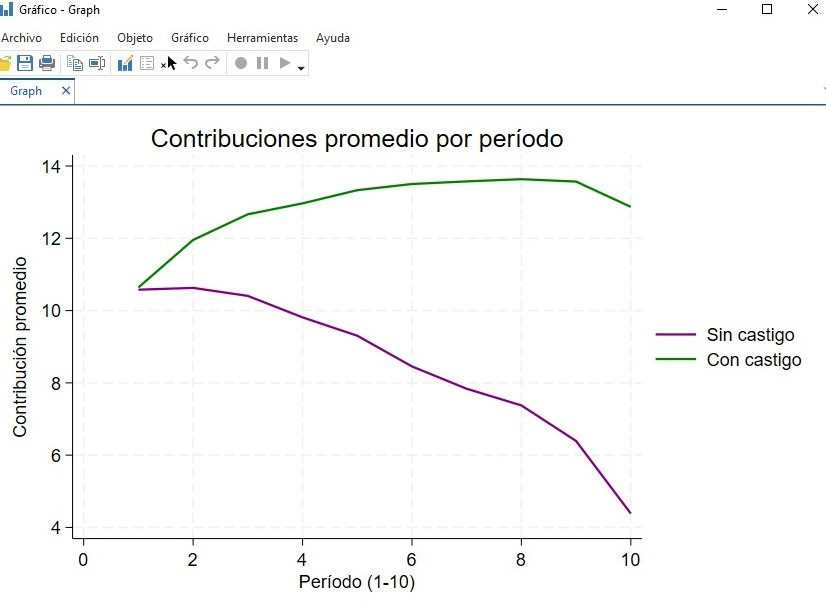 Gráfico - Graph
Archivo Edición Objeto Gráfico Herramientas Ayuda
Graph
Contribuciones promedio por período
14
12
10
8
6
4
Contribución promedio
0 2 4 6 8 10
Período (1-10)
Sin castigo
Con castigo